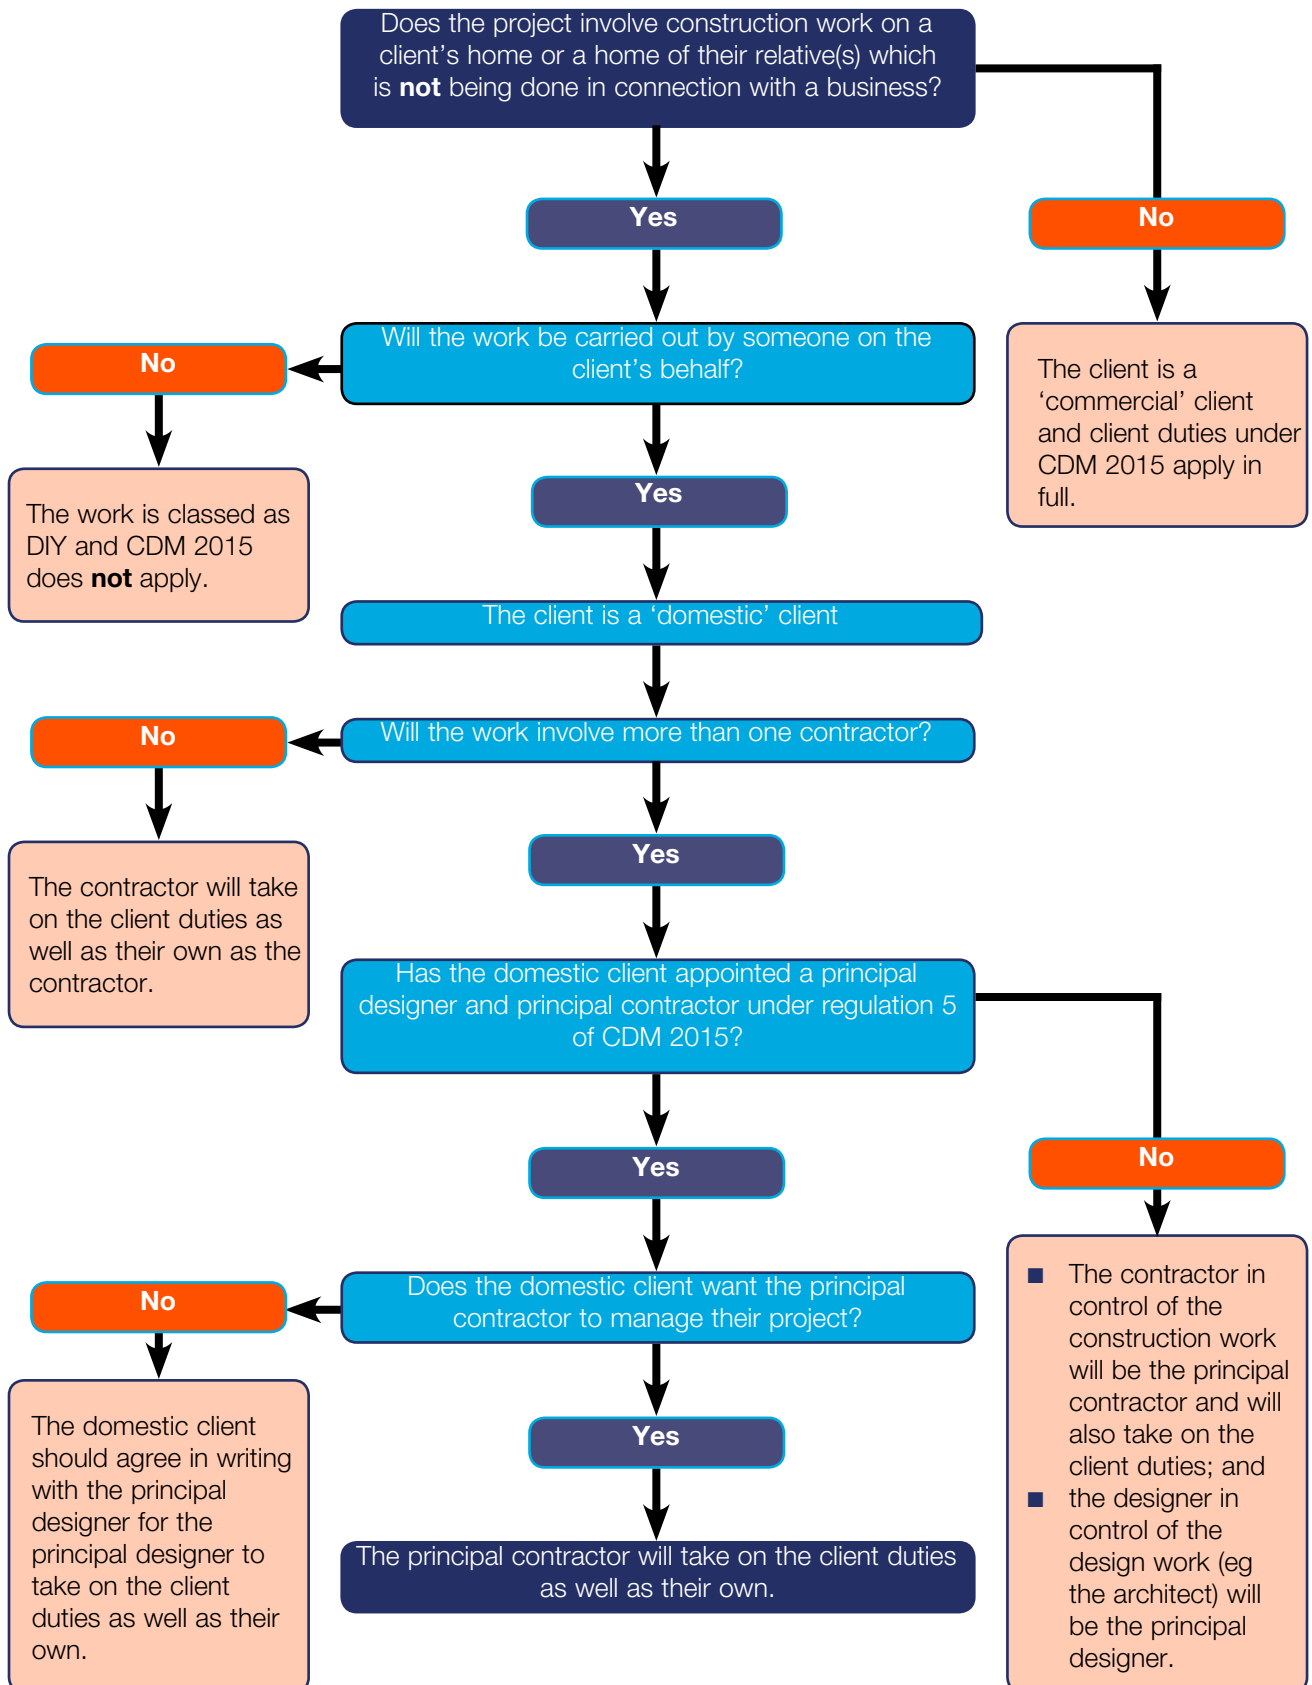 Does the project involve construction work on a
client’s home or a home of their relative(s) which
is not being done in connection with a business?
Yes
No
Will the work be carried out by someone on the
client’s behalf?
No
The client is a
‘commercial’ client
and client duties under
CDM 2015 apply in
full.
Yes
The work is classed as
DIY and CDM 2015
does not apply.
The client is a ‘domestic’ client
Will the work involve more than one contractor?
No
Yes
The contractor will take
on the client duties as
well as their own as the
contractor.
Has the domestic client appointed a principal
designer and principal contractor under regulation 5
of CDM 2015?
Yes
No
Does the domestic client want the principal
contractor to manage their project?
No
■ The contractor in
control of the
construction work
will be the principal
contractor and will
also take on the
client duties; and
■ the designer in
control of the
design work (eg
the architect) will
be the principal
designer.
Yes
The domestic client
should agree in writing
with the principal
designer for the
principal designer to
take on the client
duties as well as their
own.
The principal contractor will take on the client duties
as well as their own.